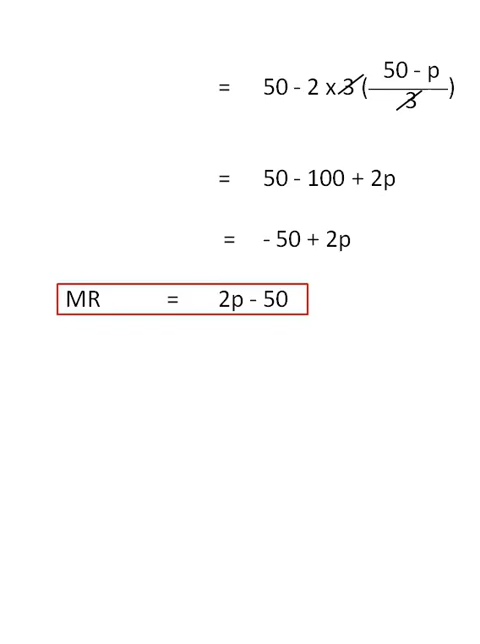 = 50 - 2 x 3 ( 50 - p / 3 )
= 50 - 100 + 2p
= - 50 + 2p
MR = 2p - 50